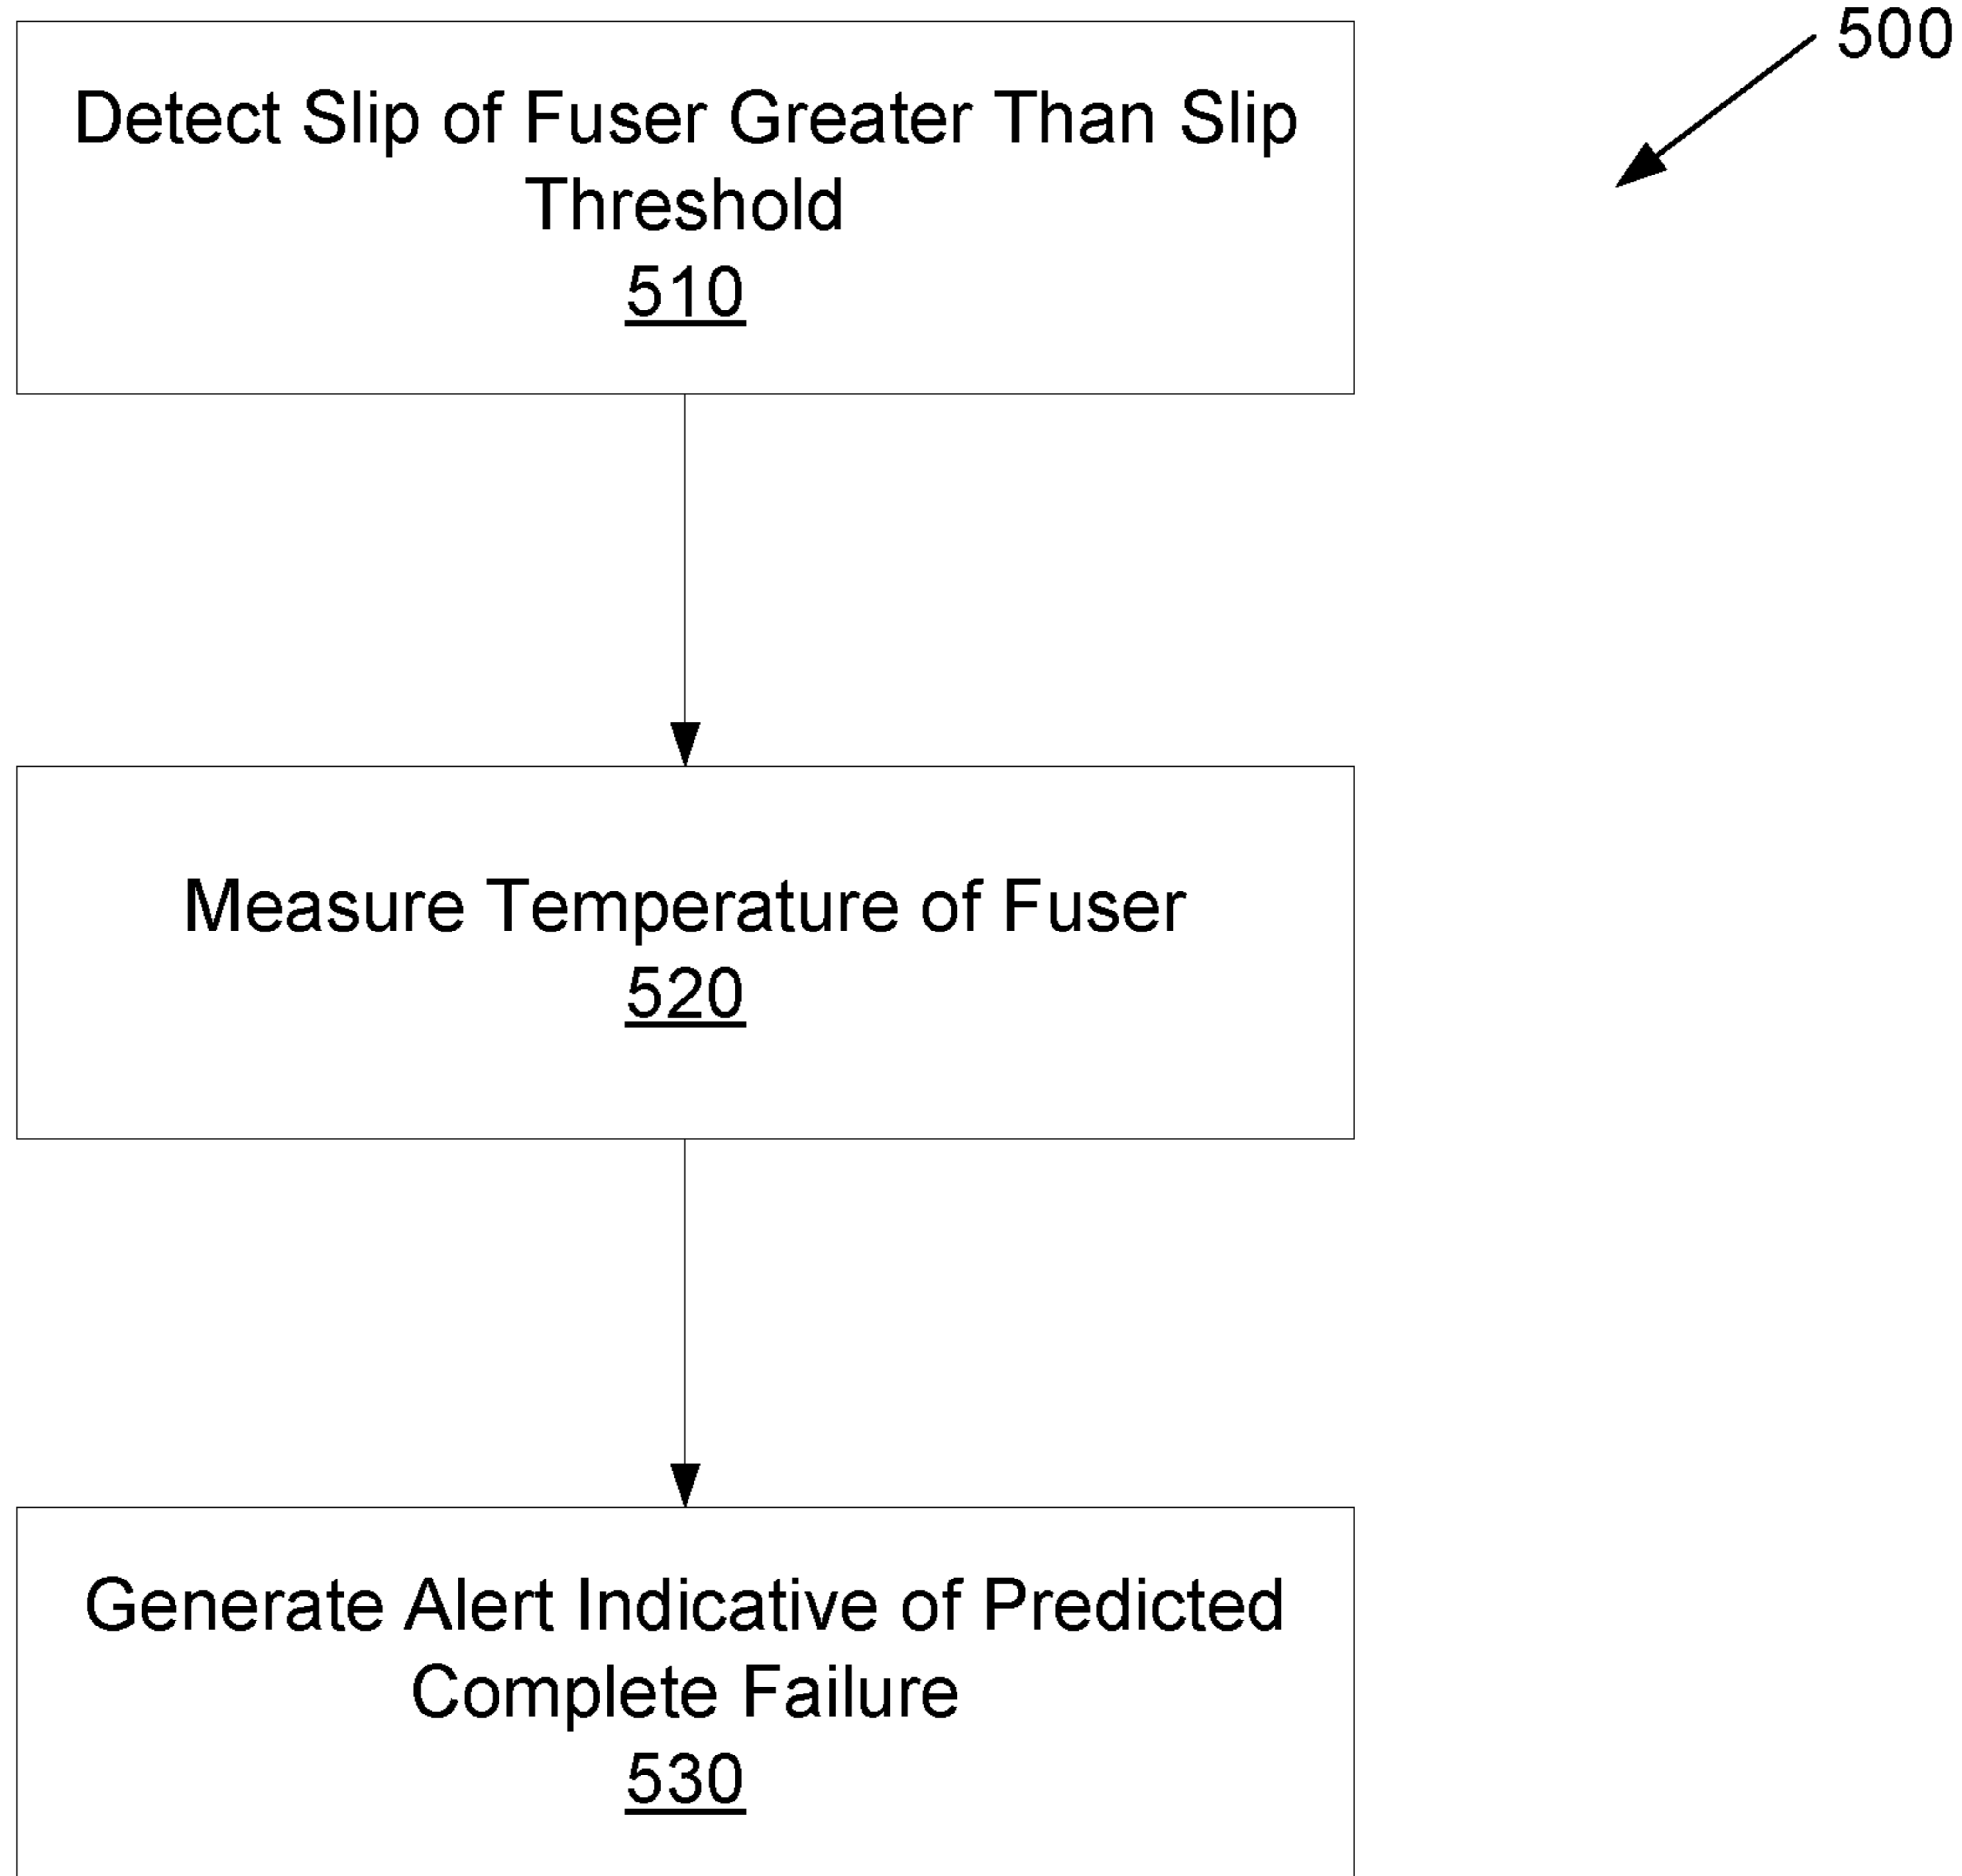 500
Detect Slip of Fuser Greater Than Slip
Threshold
510
Measure Temperature of Fuser
520
Generate Alert Indicative of Predicted
Complete Failure
530